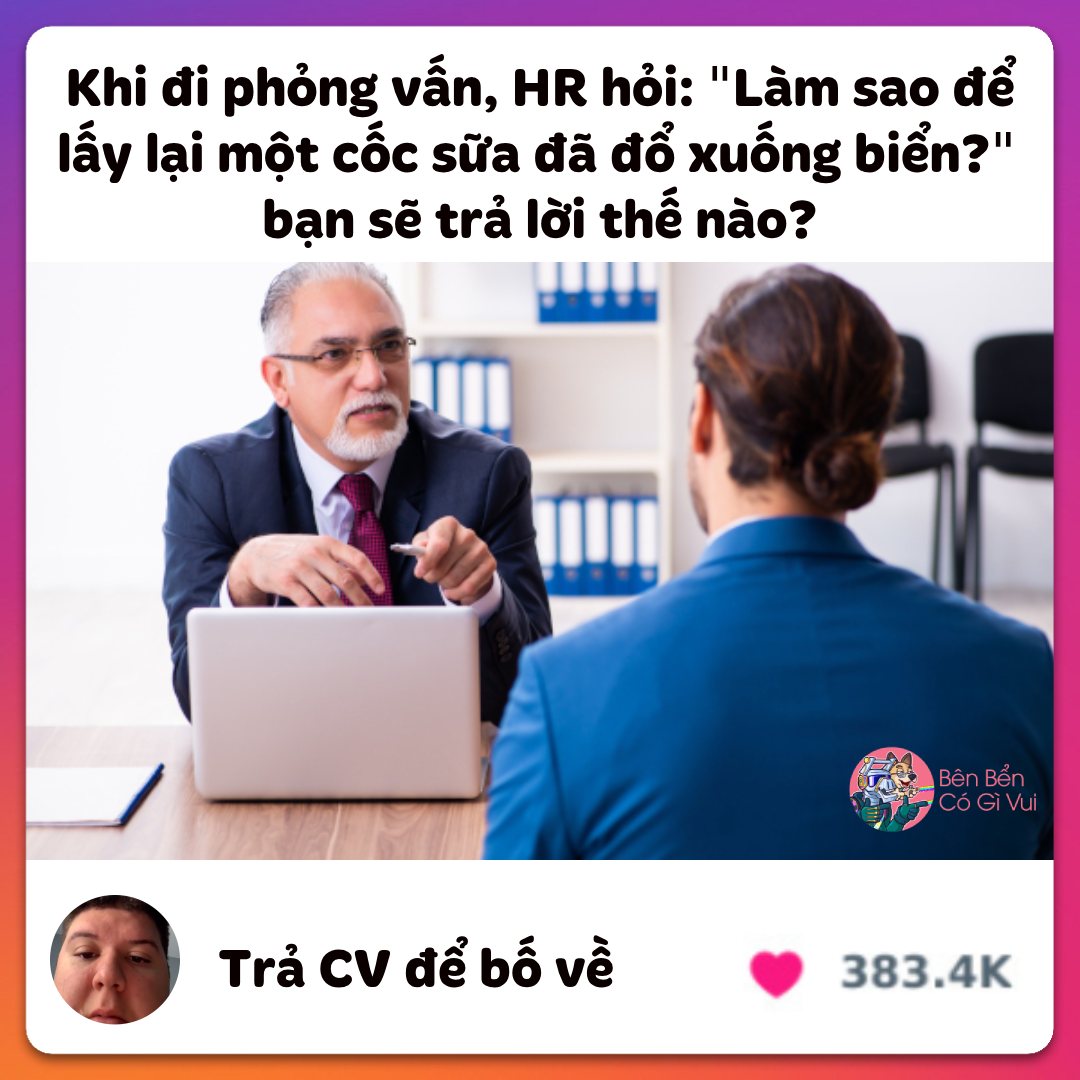 Khi đi phỏng vấn, HR hỏi: "Làm sao để
lấy lại một cốc sữa đã đổ xuống biển?"
bạn sẽ trả lời thế nào?
Bên Bển
Có Gì Vui
Trả CV để bố về
383.4K